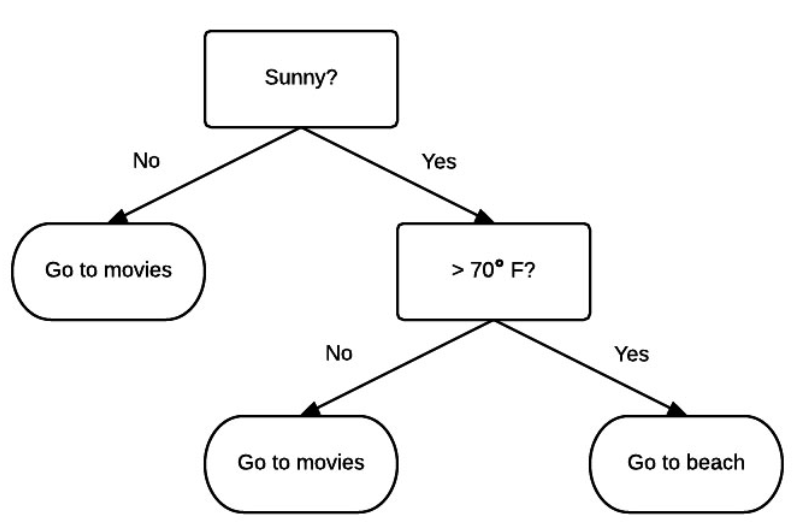 Sunny?
No
Yes
Go to movies
> 70° F?
No
Yes
Go to movies
Go to beach